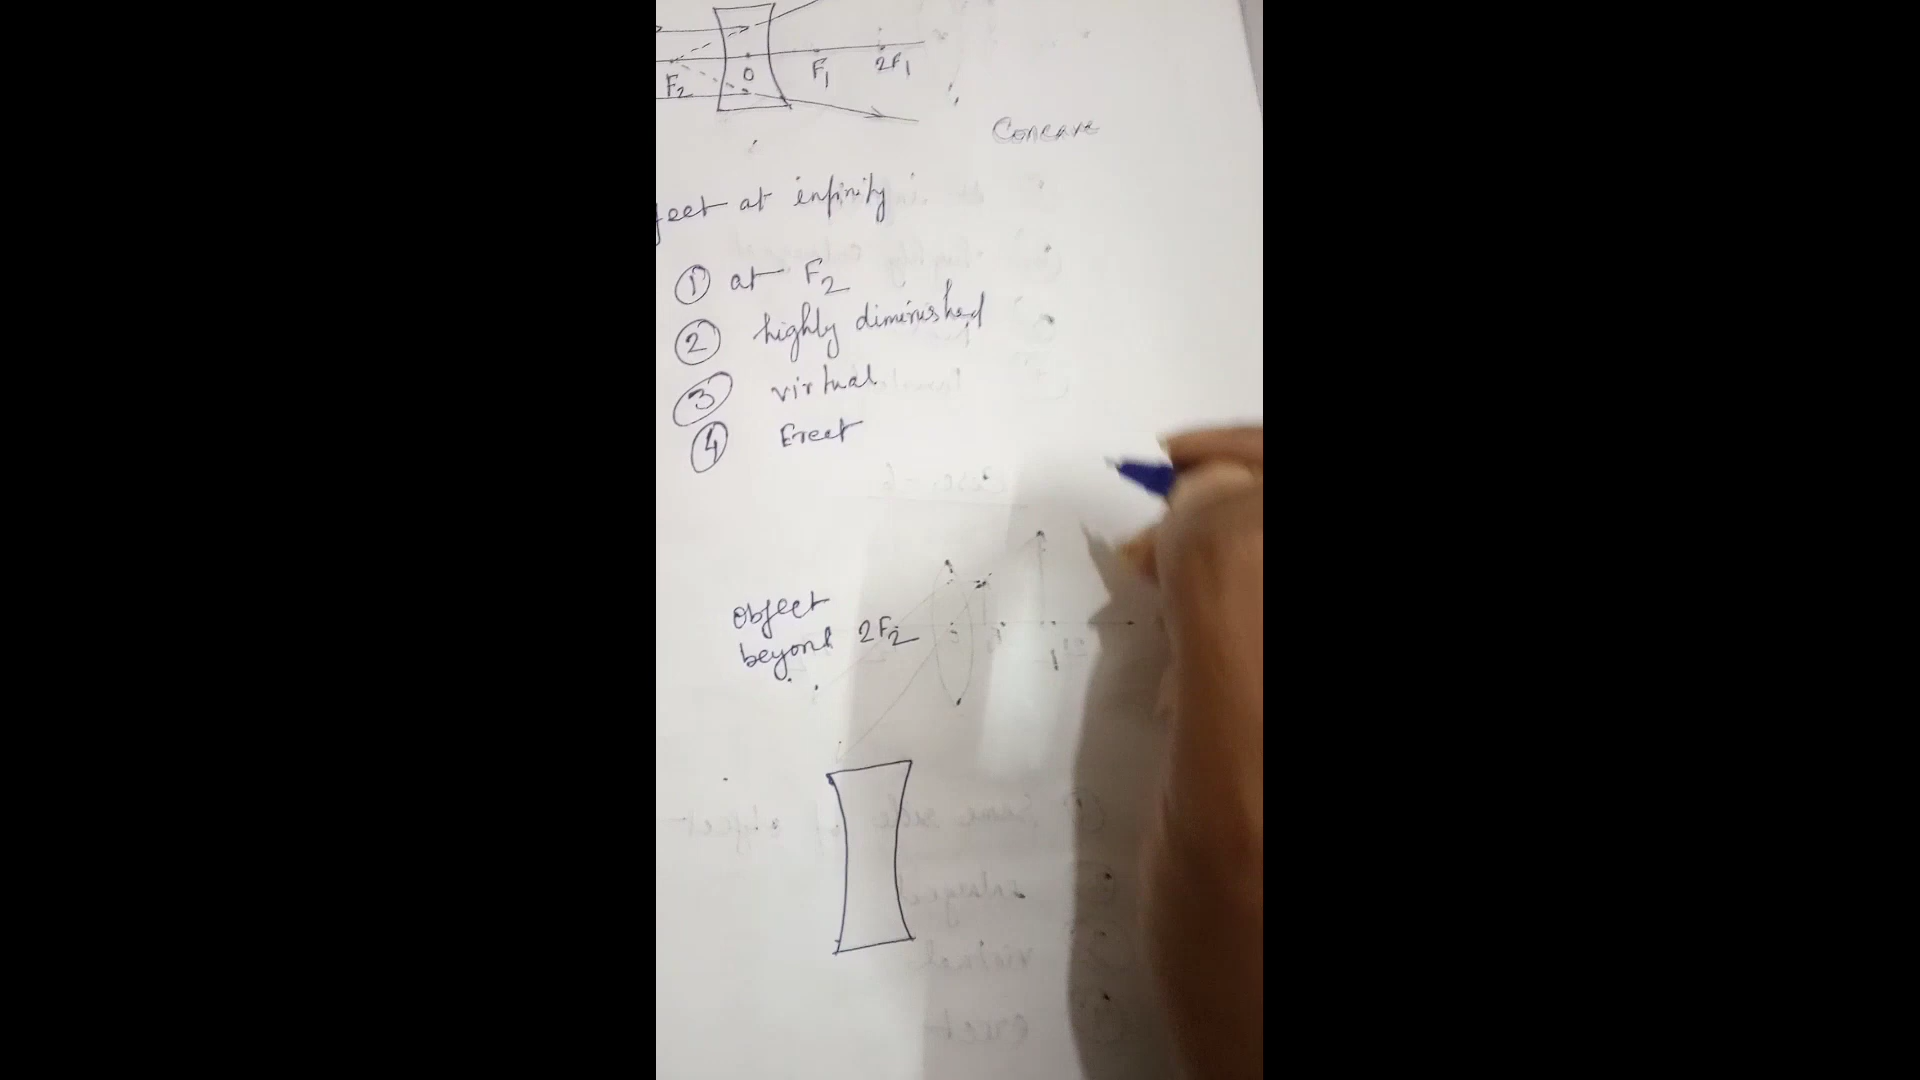 F2 O F1 2F1
Concave
ject at infinity
1 at F2
2 highly diminished
3 virtual
4 Erect
object
beyond 2F2